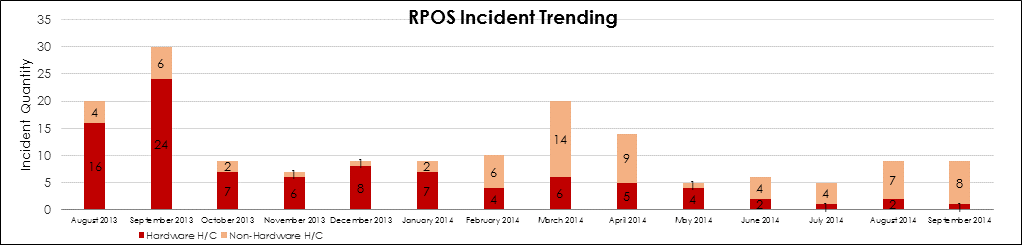 RPOS Incident Trending
Incident Quantity
35
30
25
20
15
10
5
0
4 6 2 1 1 2 6 14 9 1 4 4 7 8
16 24 7 6 8 7 4 6 5 4 2 1 2 1
August 2013 September 2013 October 2013 November 2013 December 2013 January 2014 February 2014 March 2014 April 2014 May 2014 June 2014 July 2014 August 2014 September 2014
Hardware H/C Non-Hardware H/C